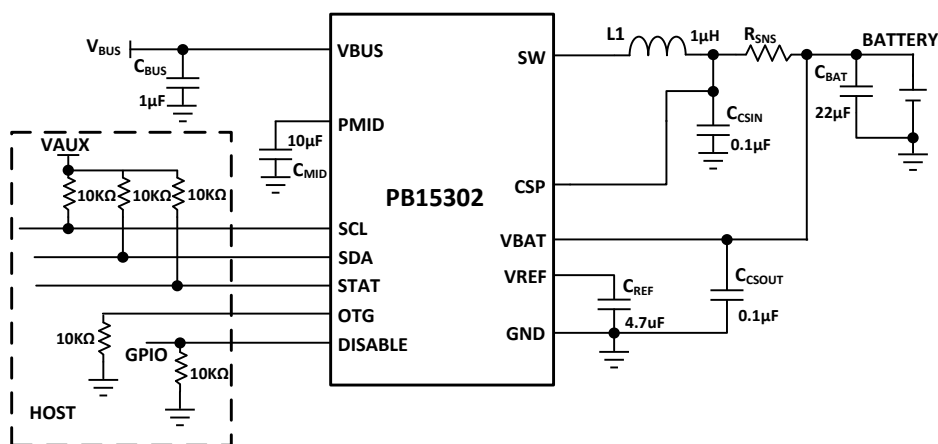 L1
1µH
RSNS
BATTERY
VBUS
VBUS
SW
CBUS
1µF
CBAT
22µF
PMID
10µF
CMID
CCSIN
0.1µF
VAUX
10KΩ
10KΩ
10KΩ
PB15302
CSP
SCL
VBAT
SDA
VREF
CREF
4.7uF
CCSOUT
0.1µF
STAT
OTG
GND
10KΩ
GPIO
DISABLE
10KΩ
HOST